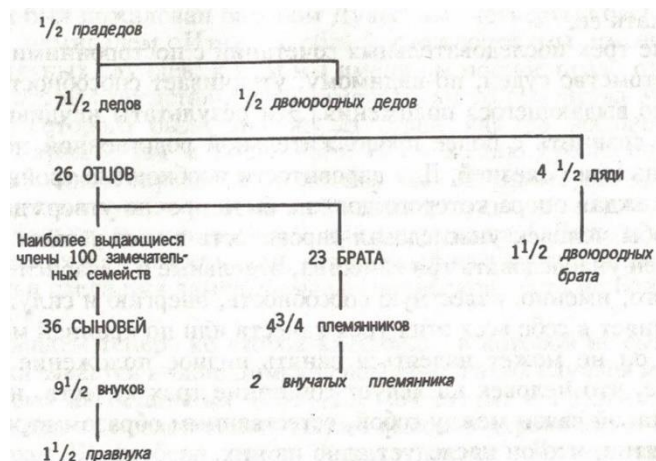 1/2 прадедов
7 1/2 дедов
1/2 двоюродных дедов
26 ОТЦОВ
4 1/2 дяди
Наиболее выдающиеся
члены 100 замечатель-
ных семейств
23 БРАТА
1 1/2 двоюродных
брата
36 СЫНОВЕЙ
4 3/4 племянников
9 1/2 внуков
2 внучатых племянника
1 1/2 правнука